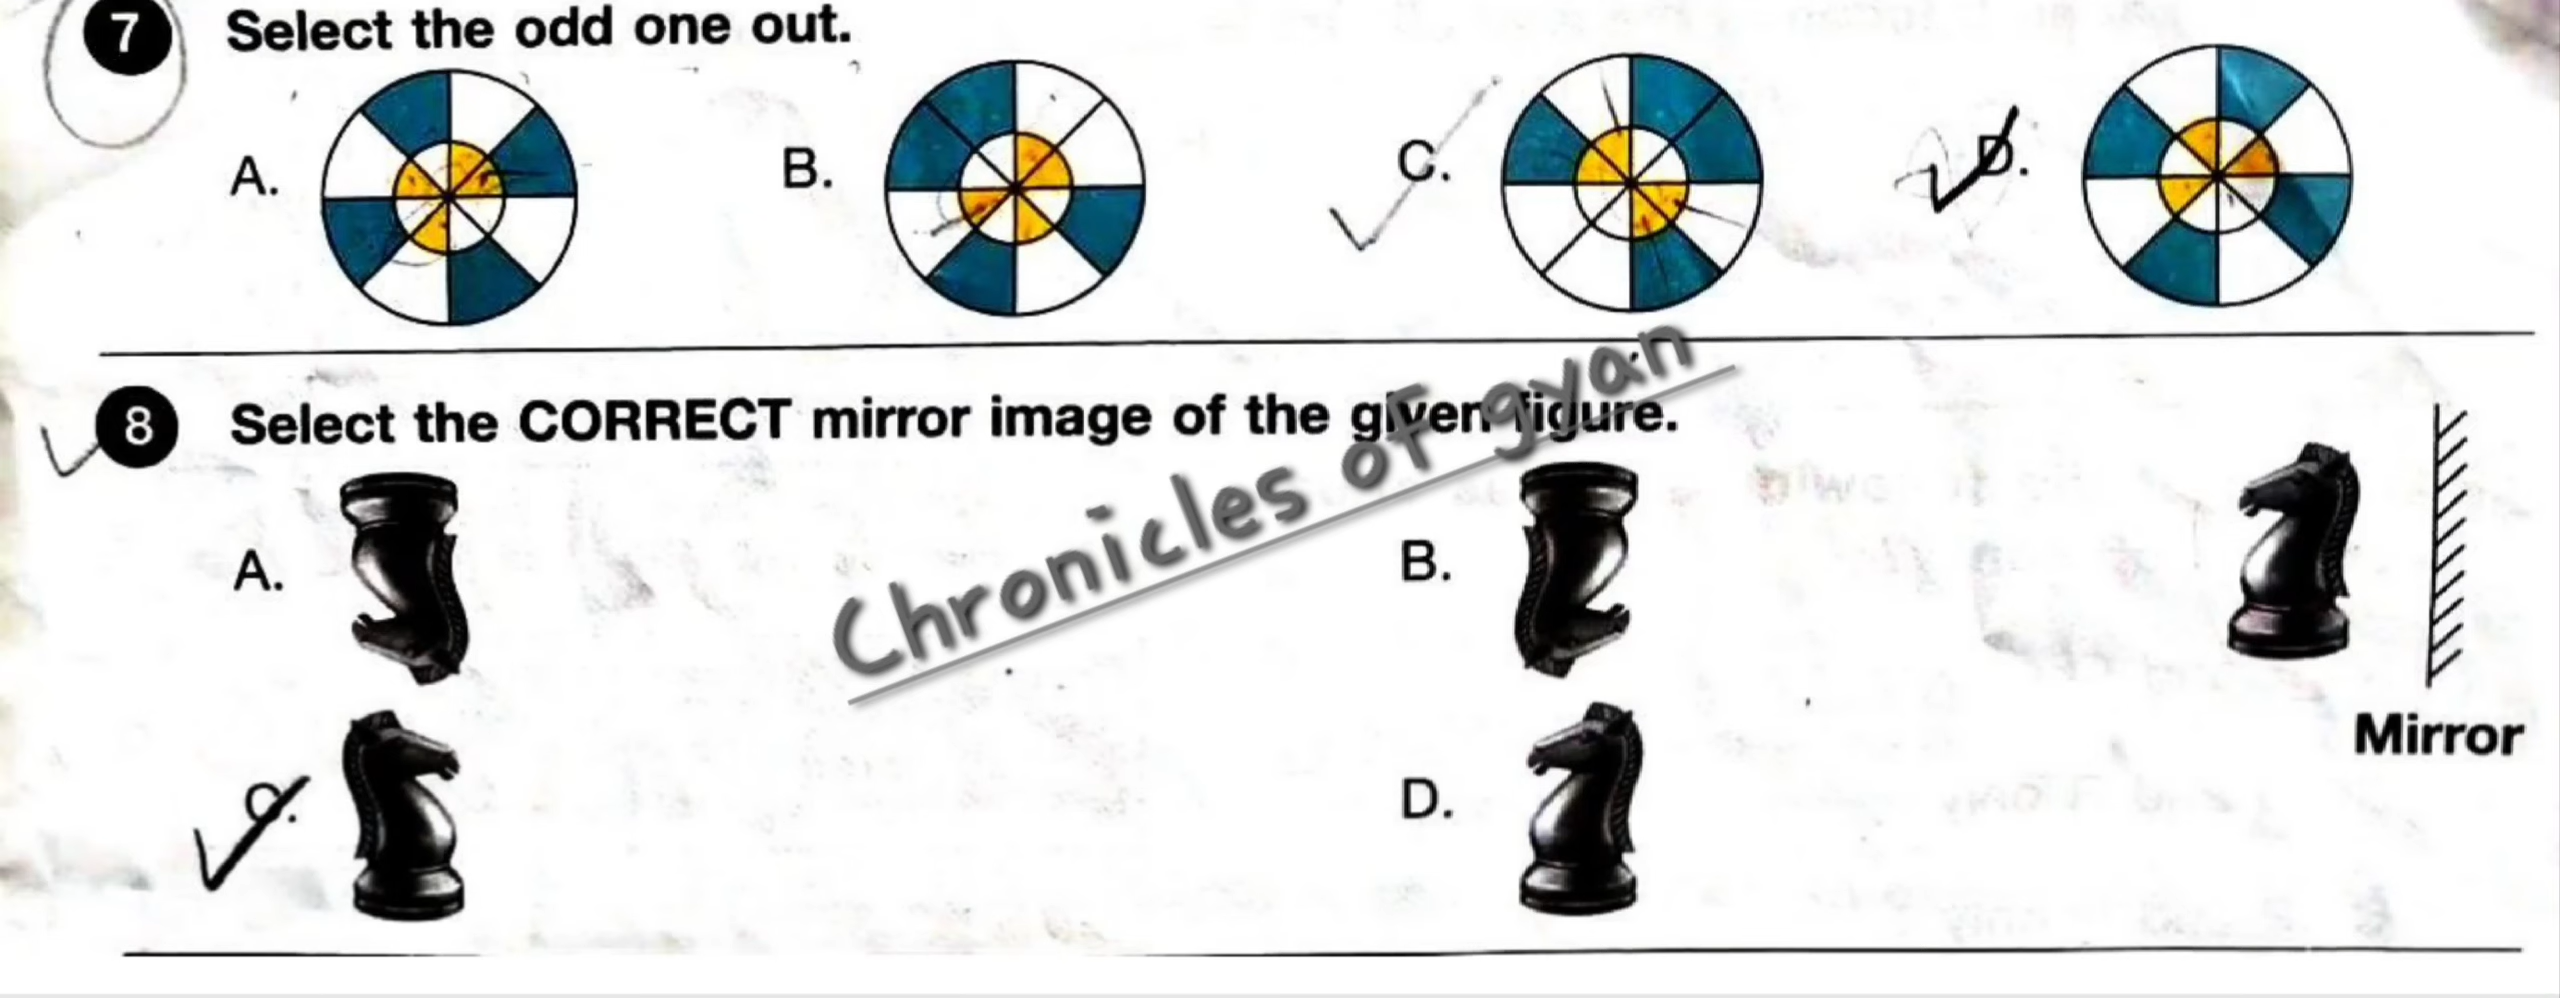 7 Select the odd one out.
A. B. C. D.
8 Select the CORRECT mirror image of the given figure.
A. B.
Chronicles of gyan
Mirror
C. D.